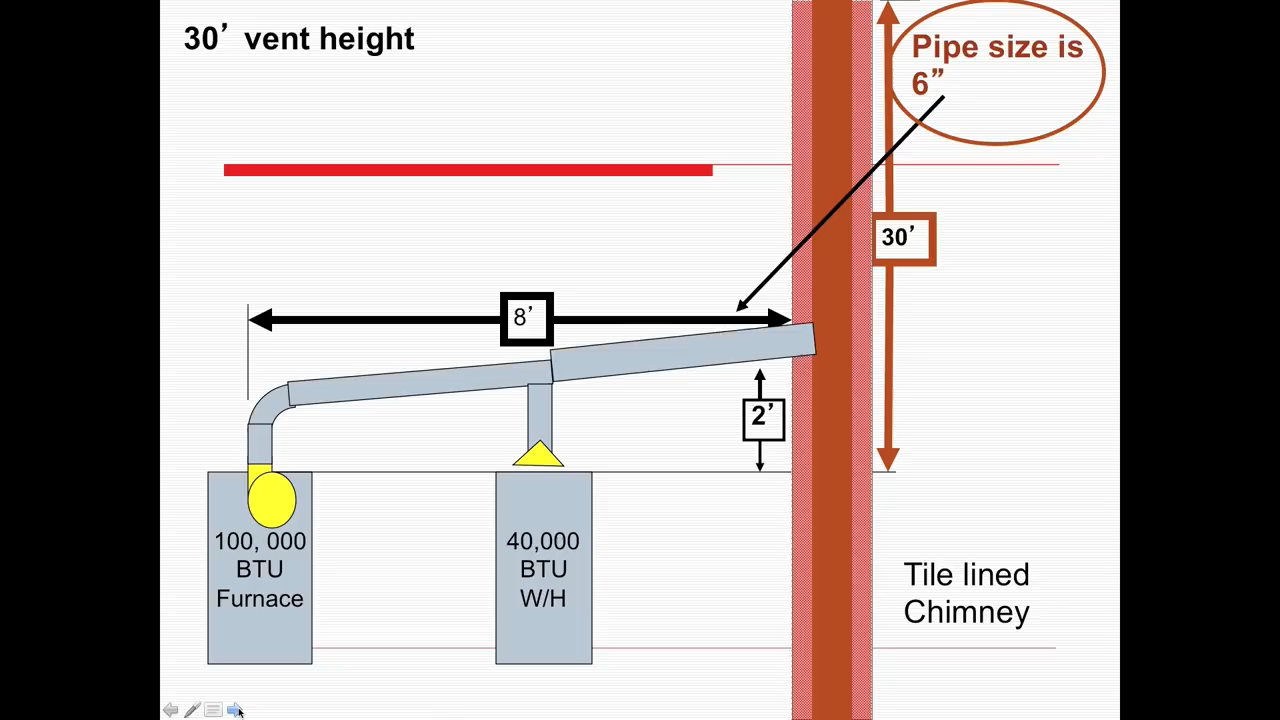 30’ vent height
Pipe size is
6”
30’
8’
2’
100, 000
BTU
Furnace
40,000
BTU
W/H
Tile lined
Chimney